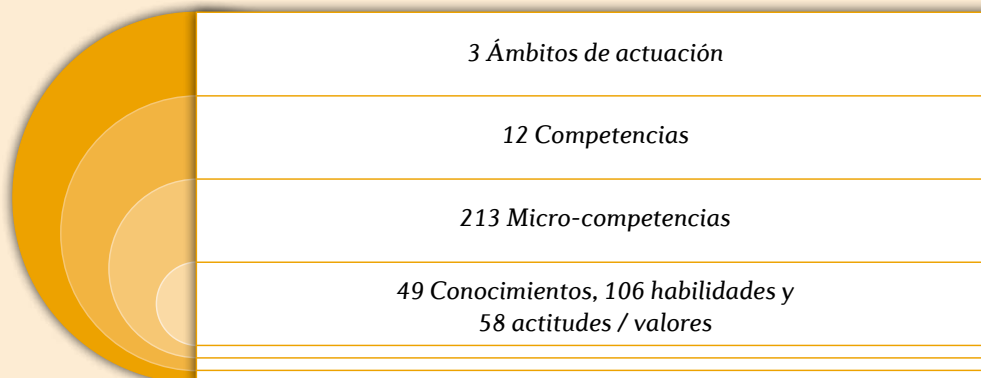 3 Ámbitos de actuación
12 Competencias
213 Micro-competencias
49 Conocimientos, 106 habilidades y
58 actitudes / valores